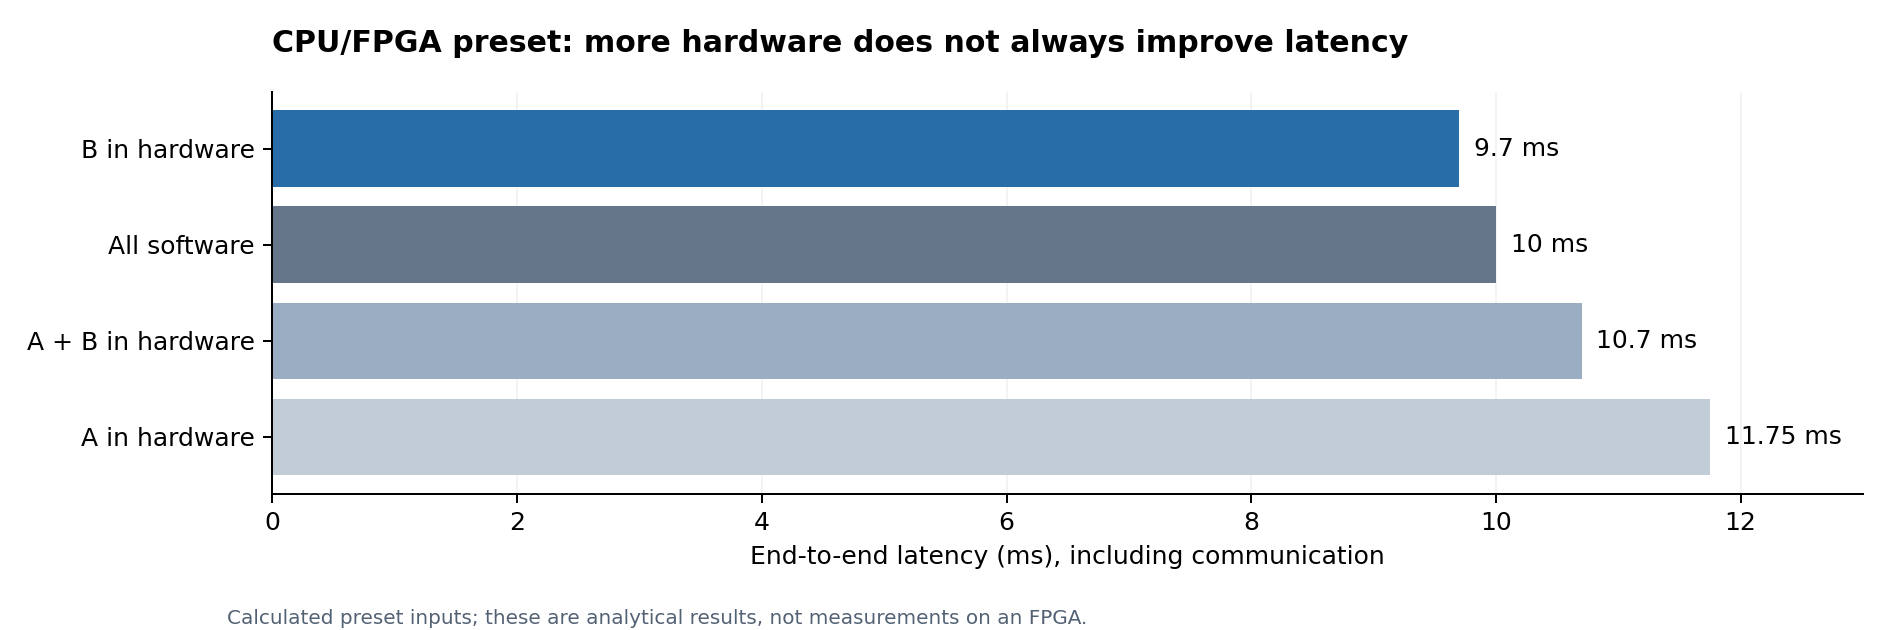 CPU/FPGA preset: more hardware does not always improve latency
B in hardware
9.7 ms
All software
10 ms
A + B in hardware
10.7 ms
A in hardware
11.75 ms
0 2 4 6 8 10 12
End-to-end latency (ms), including communication
Calculated preset inputs; these are analytical results, not measurements on an FPGA.